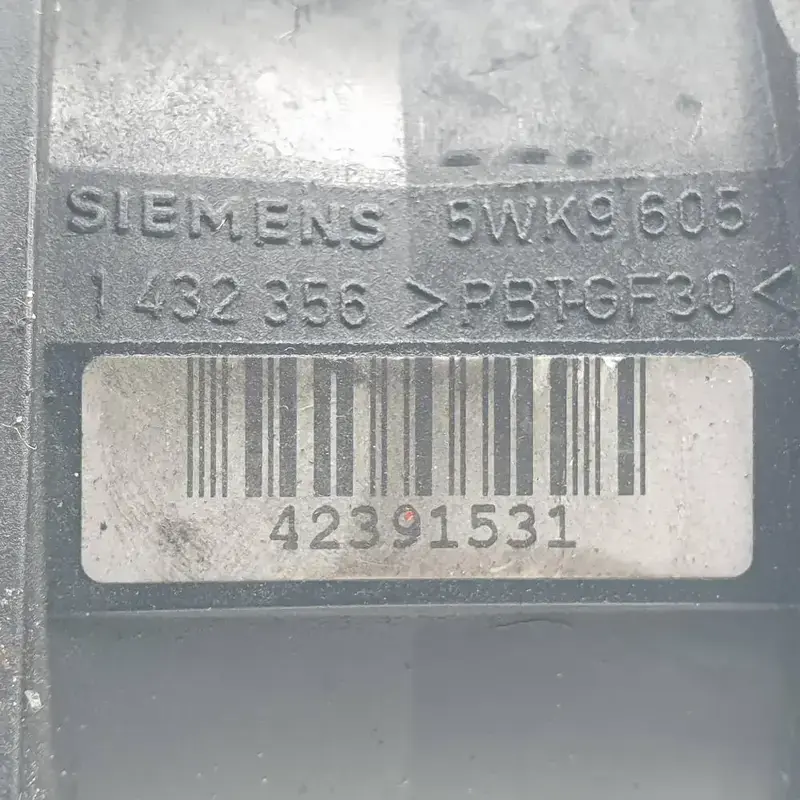 SIEMENS 5WK9 605
1 432 356 >PBT-GF30<
42391531